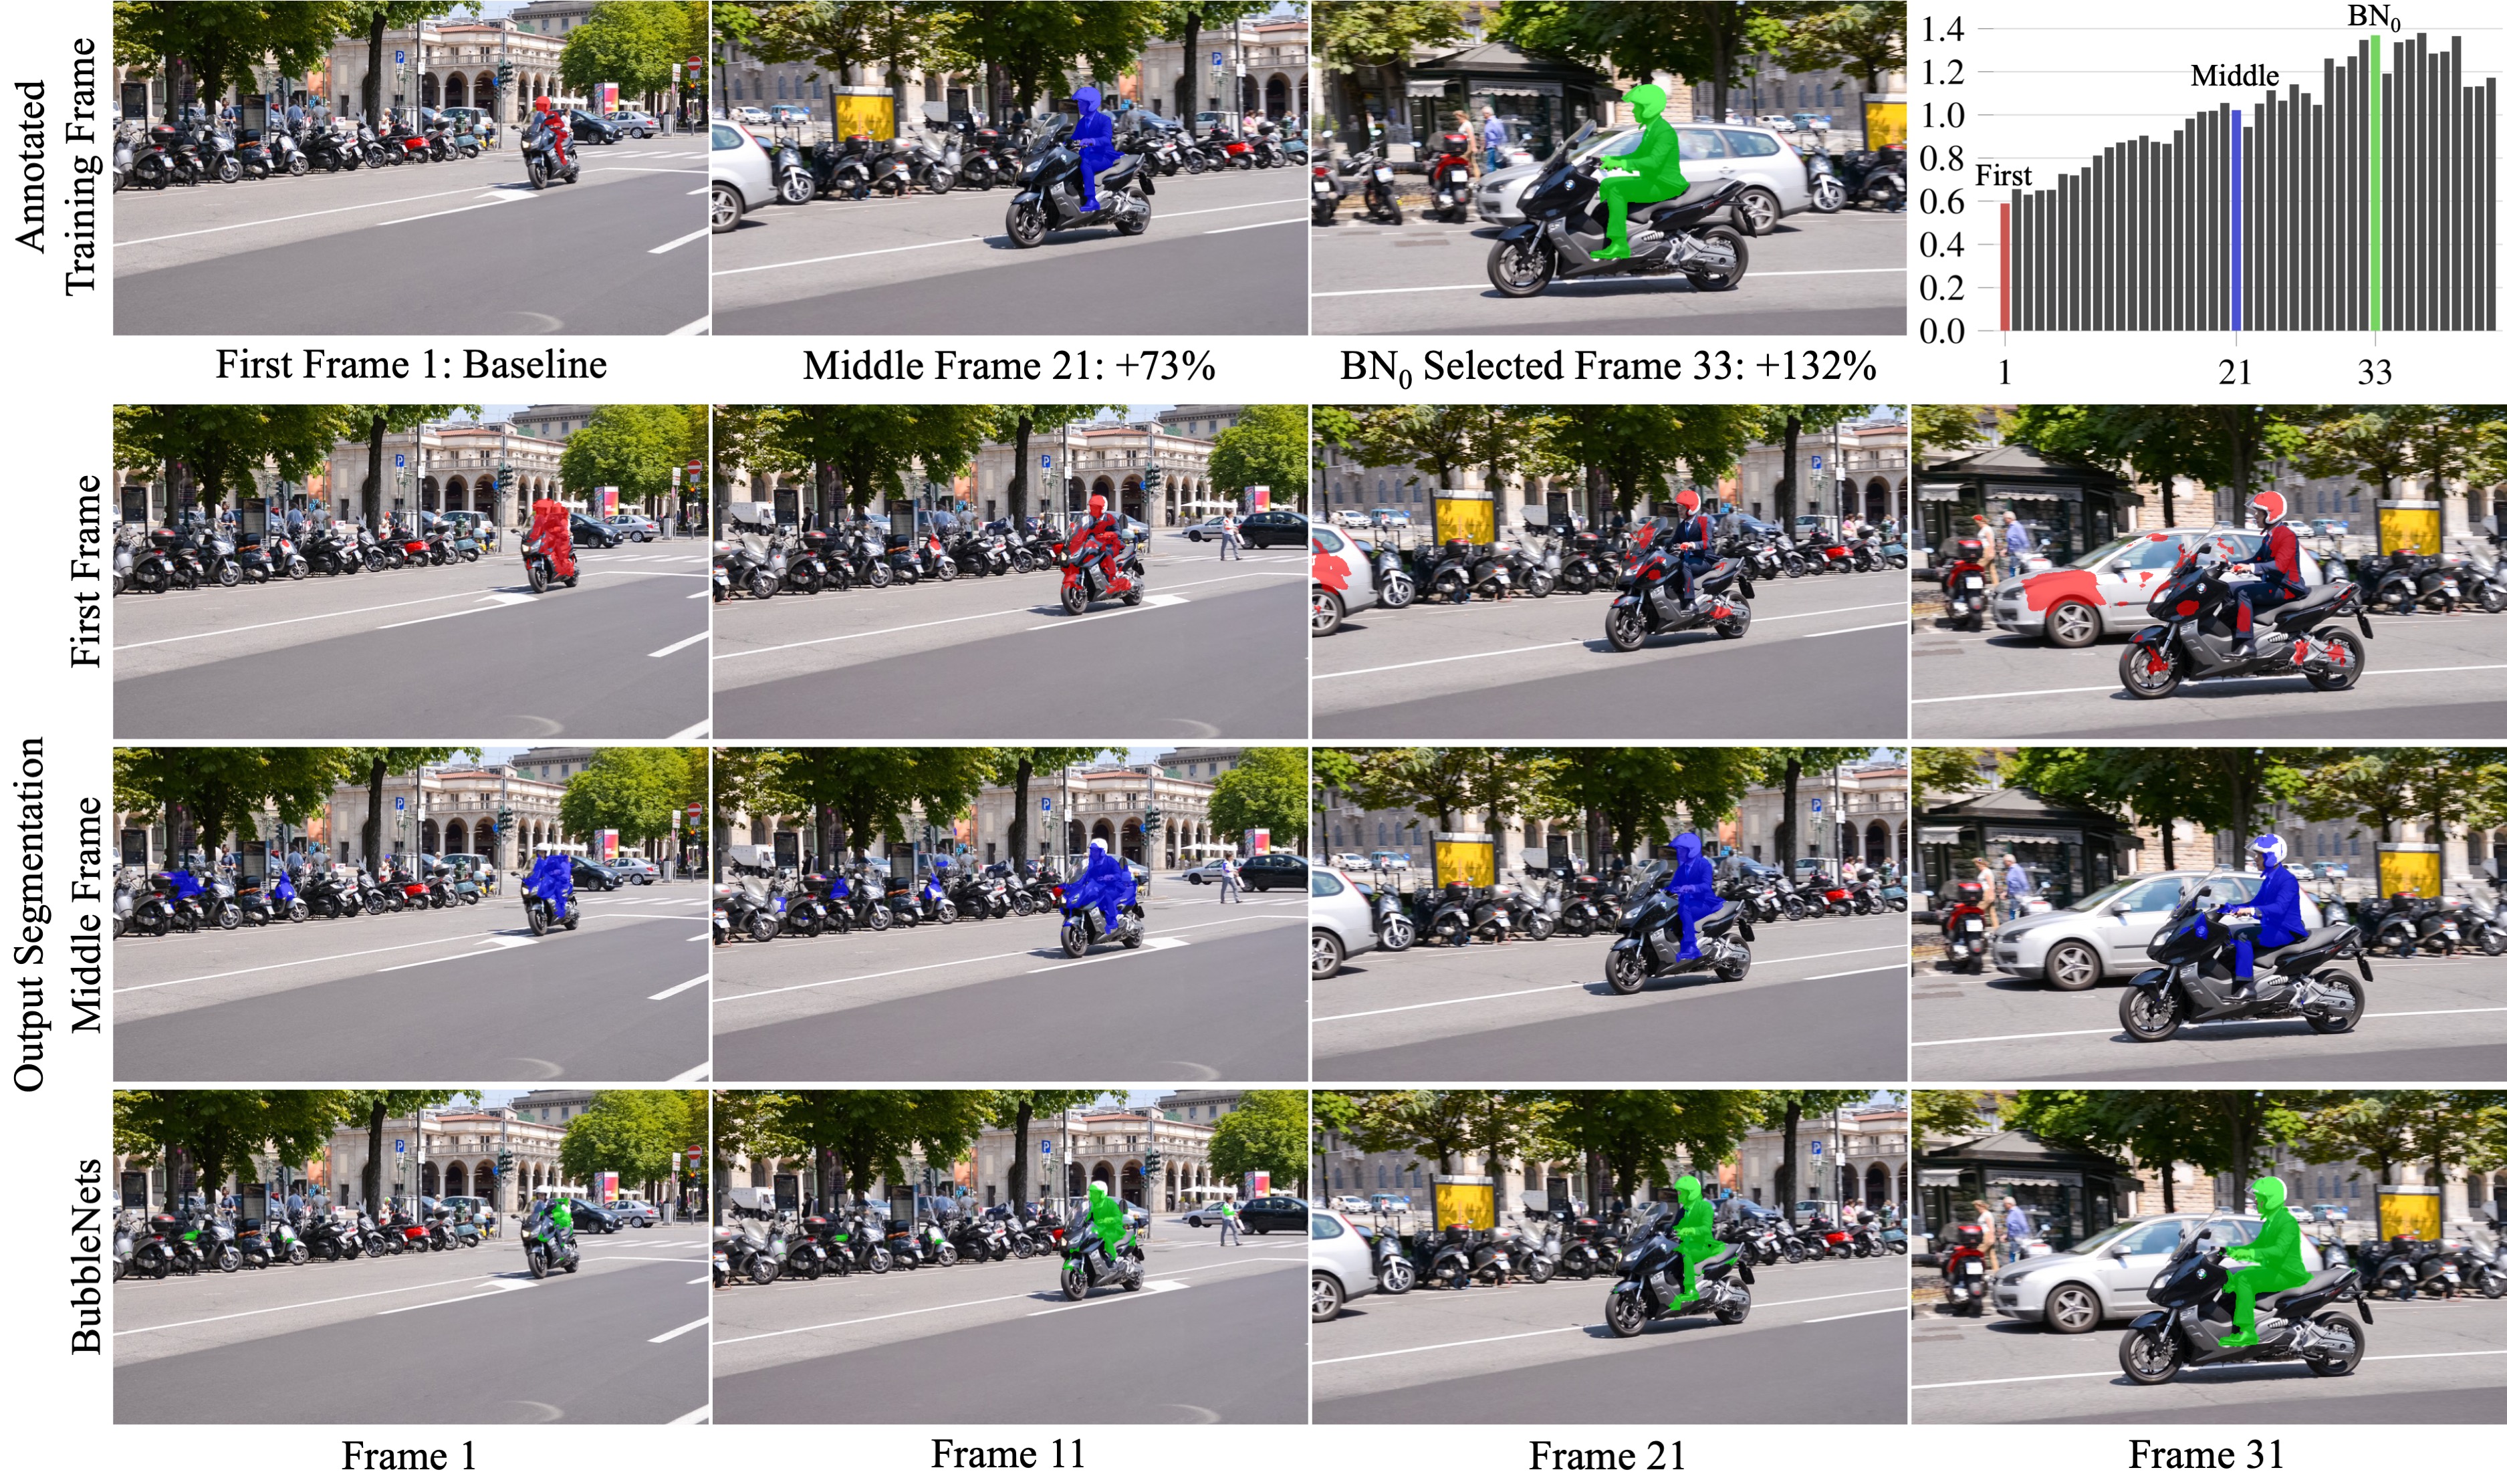 Annotated
Training Frame
First Frame 1: Baseline
Middle Frame 21: +73%
BN₀ Selected Frame 33: +132%
BN₀
Middle
First
1.4
1.2
1.0
0.8
0.6
0.4
0.2
0.0
1 21 33
Output Segmentation
First Frame
Middle Frame
BubbleNets
Frame 1
Frame 11
Frame 21
Frame 31